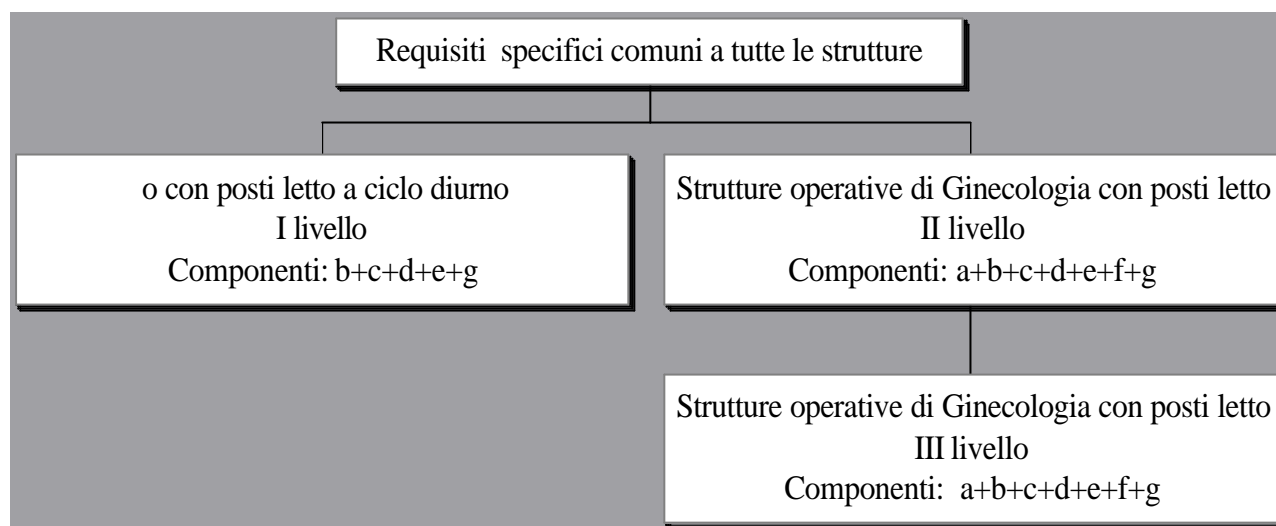 Requisiti specifici comuni a tutte le strutture
o con posti letto a ciclo diurno
I livello
Componenti: b+c+d+e+g
Strutture operative di Ginecologia con posti letto
II livello
Componenti: a+b+c+d+e+f+g
Strutture operative di Ginecologia con posti letto
III livello
Componenti: a+b+c+d+e+f+g